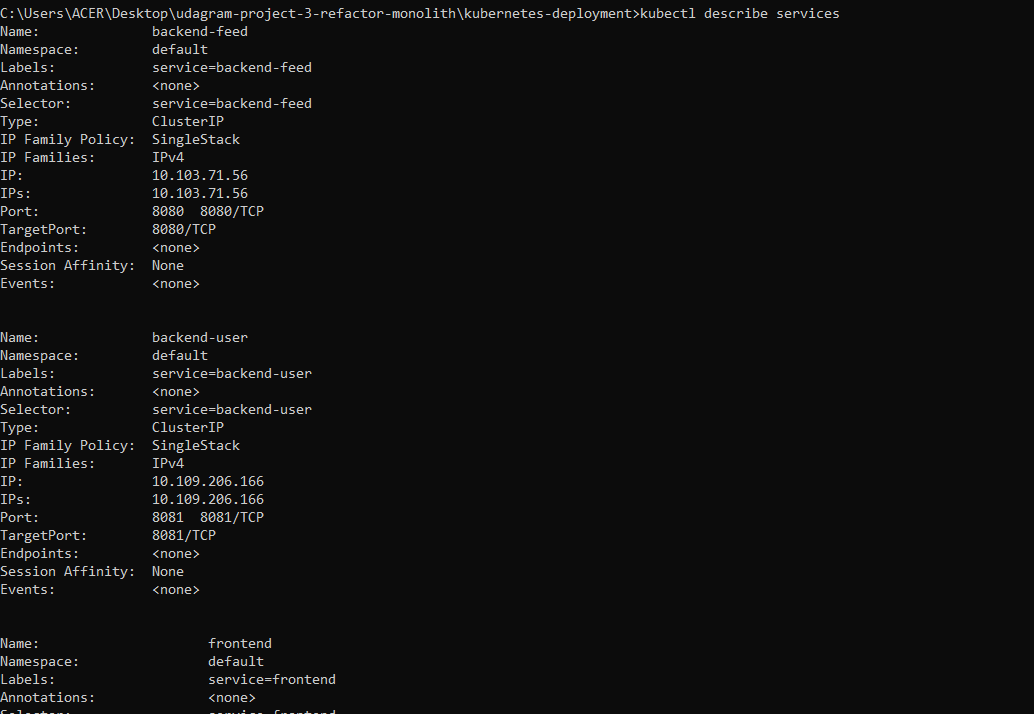 C:\Users\ACER\Desktop\udagram-project-3-refactor-monolith\kubernetes-deployment>kubectl describe services
Name:              backend-feed
Namespace:         default
Labels:            service=backend-feed
Annotations:       <none>
Selector:          service=backend-feed
Type:              ClusterIP
IP Family Policy:  SingleStack
IP Families:       IPv4
IP:                10.103.71.56
IPs:               10.103.71.56
Port:              8080  8080/TCP
TargetPort:        8080/TCP
Endpoints:         <none>
Session Affinity:  None
Events:            <none>


Name:              backend-user
Namespace:         default
Labels:            service=backend-user
Annotations:       <none>
Selector:          service=backend-user
Type:              ClusterIP
IP Family Policy:  SingleStack
IP Families:       IPv4
IP:                10.109.206.166
IPs:               10.109.206.166
Port:              8081  8081/TCP
TargetPort:        8081/TCP
Endpoints:         <none>
Session Affinity:  None
Events:            <none>


Name:                     frontend
Namespace:                default
Labels:                   service=frontend
Annotations:              <none>
Selector:                 service=frontend